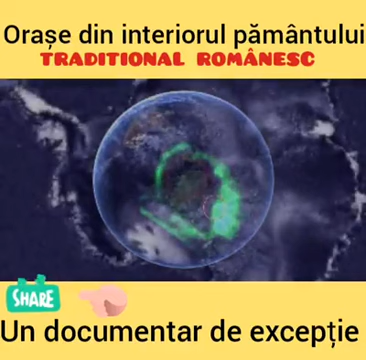 Orașe din interiorul pământului
TRADITIONAL ROMÂNESC
SHARE
Un documentar de excepție